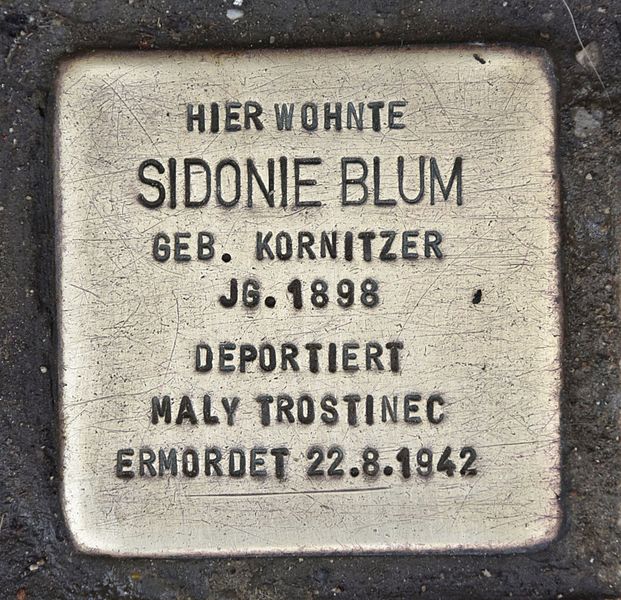 HIER WOHNTE
SIDONIE BLUM
GEB. KORNITZER
JG. 1898
DEPORTIERT
MALY TROSTINEC
ERMORDET 22.8.1942